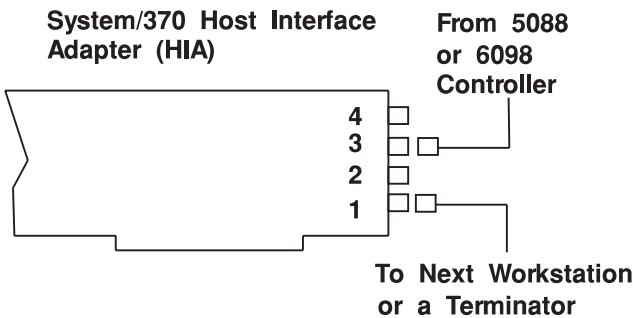 System/370 Host Interface
Adapter (HIA)
From 5088
or 6098
Controller
4
3
2
1
To Next Workstation
or a Terminator